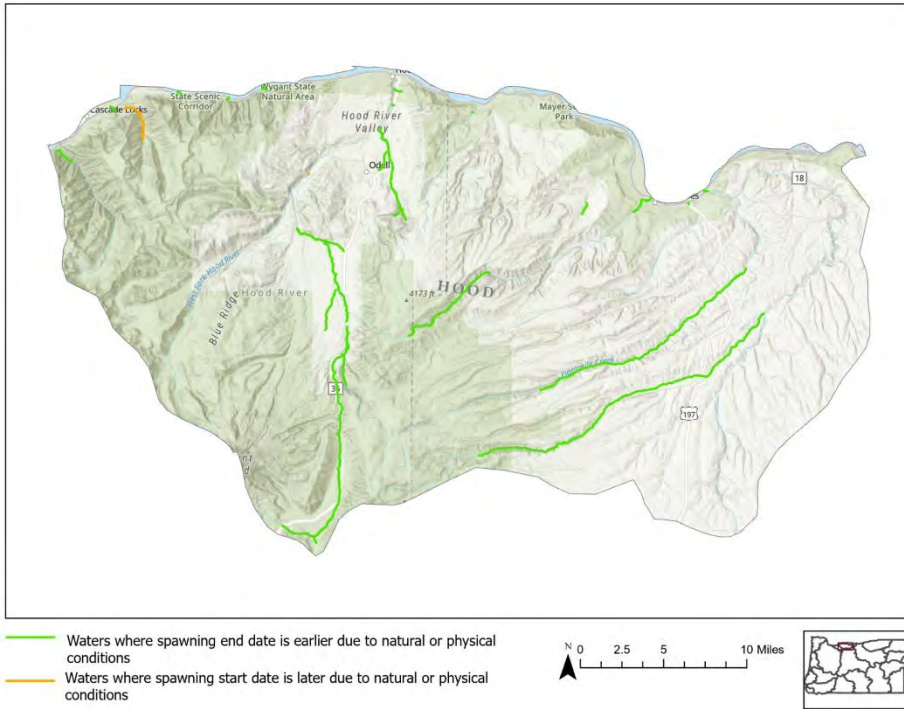 State Scenic
Corridor
Wygant State
Natural Area
Cascade Locks
Hood River
Valley
Odell
Mayer
Park
18
West Fork Hood River
Hood River
Blue Ridge
4173 ft
HOOD
35
197
Waters where spawning end date is earlier due to natural or physical
conditions
Waters where spawning start date is later due to natural or physical
conditions
N
0 2.5 5 10 Miles